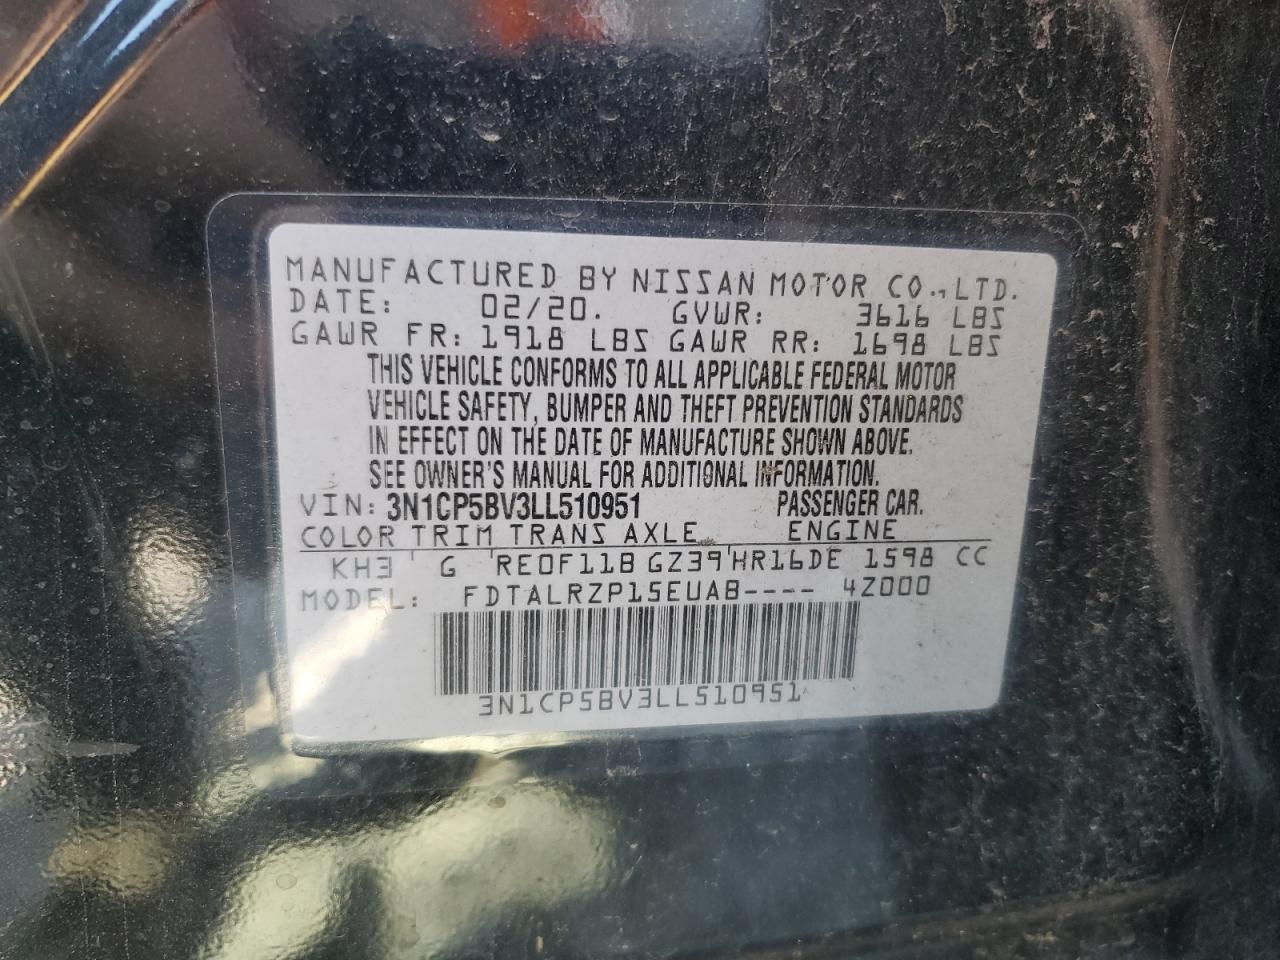 MANUFACTURED BY NISSAN MOTOR CO., LTD.
DATE: 02/20. GVWR: 3616 LBS
GAWR FR: 1918 LBS GAWR RR: 1698 LBS
THIS VEHICLE CONFORMS TO ALL APPLICABLE FEDERAL MOTOR
VEHICLE SAFETY, BUMPER AND THEFT PREVENTION STANDARDS
IN EFFECT ON THE DATE OF MANUFACTURE SHOWN ABOVE.
SEE OWNER'S MANUAL FOR ADDITIONAL INFORMATION.
VIN: 3N1CP5BV3LL510951 PASSENGER CAR.
COLOR TRIM TRANS AXLE ENGINE
KH3 ' G 'RE0F11B GZ39'HR16DE 1598 CC
MODEL: FDTALRZP15EUAB---- 4Z000
3N1CP5BV3LL510951